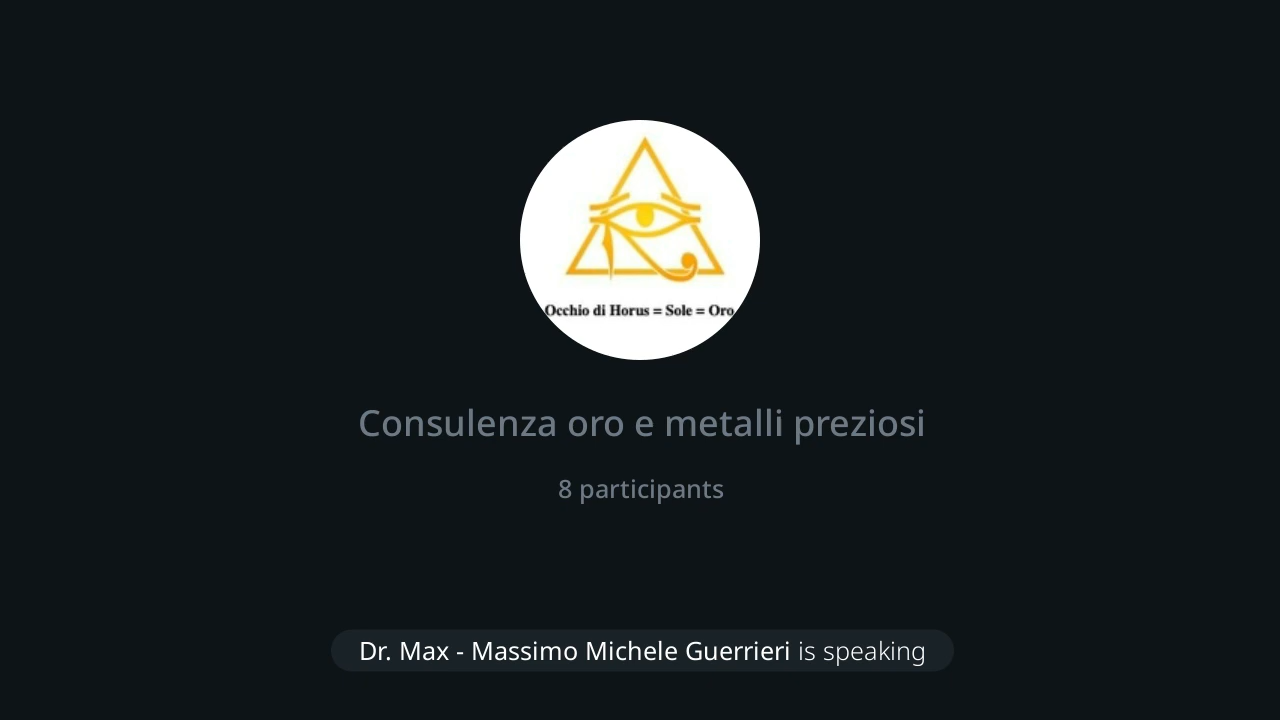 Occhio di Horus = Sole = Oro
Consulenza oro e metalli preziosi
8 participants
Dr. Max - Massimo Michele Guerrieri is speaking